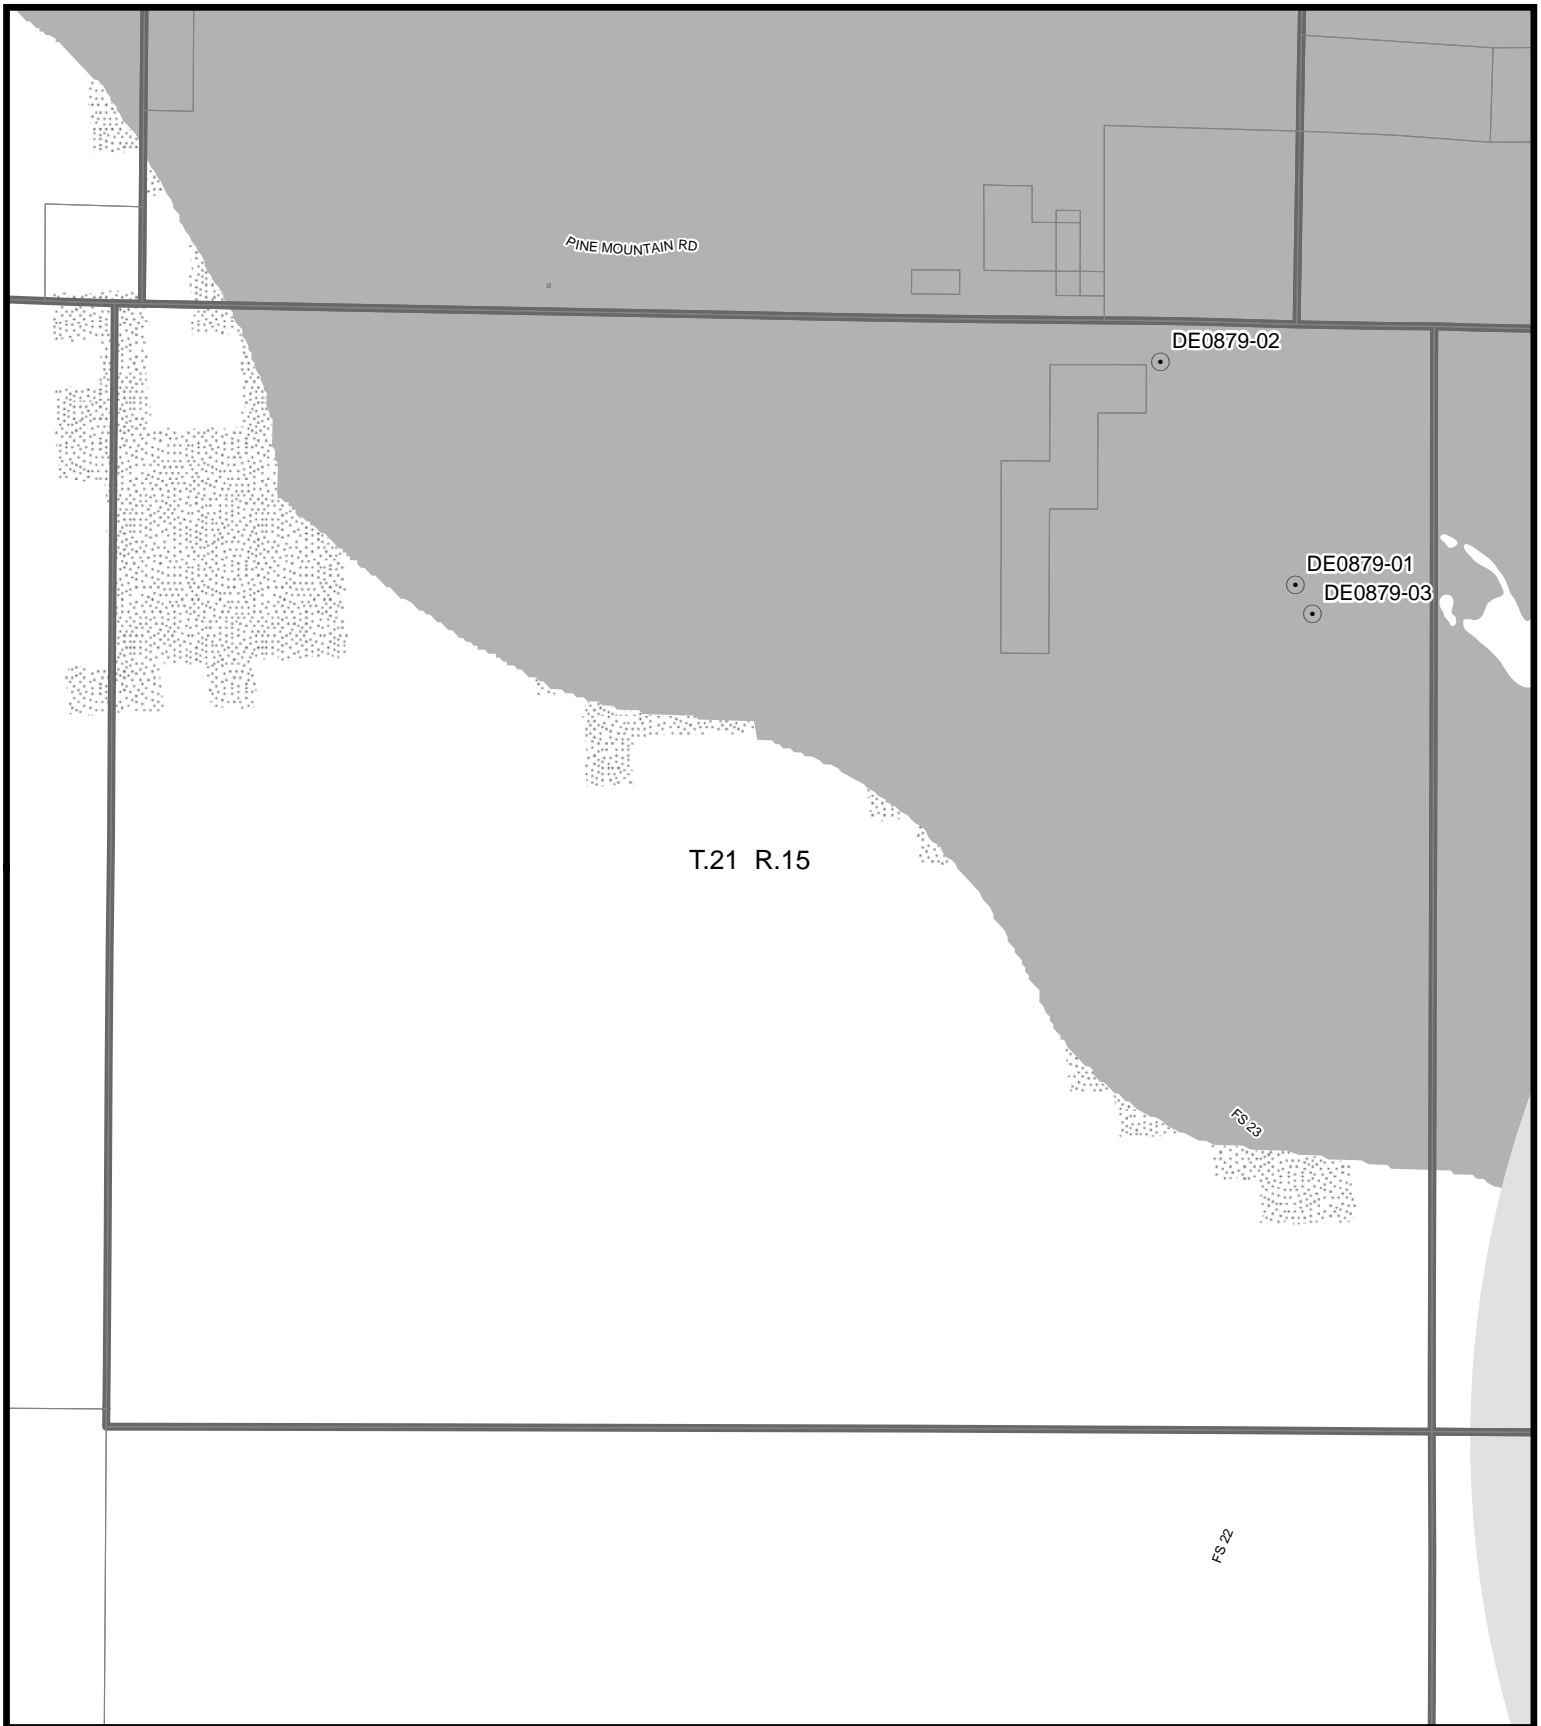 PINE MOUNTAIN RD
DE0879-02
DE0879-01
DE0879-03
T.21 R.15
FS 23
FS 22